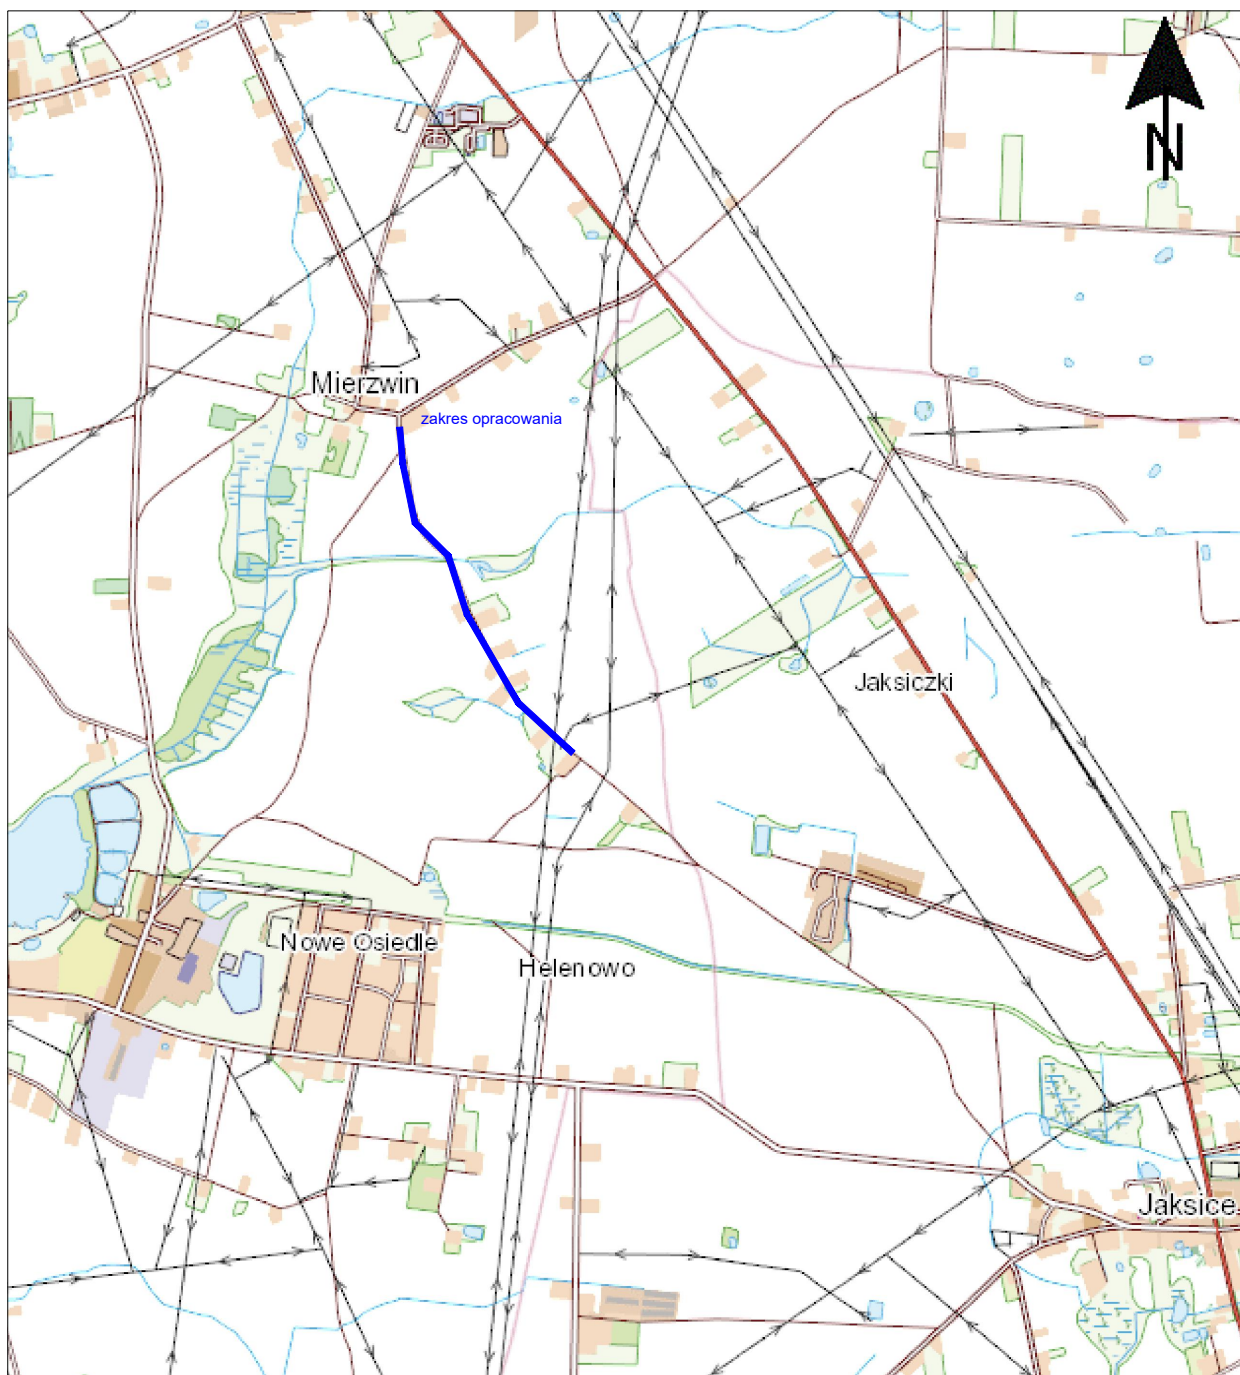 N
Mierzwin
zakres opracowania
Jaksiczki
Nowe Osiedle
Helenowo
Jaksice